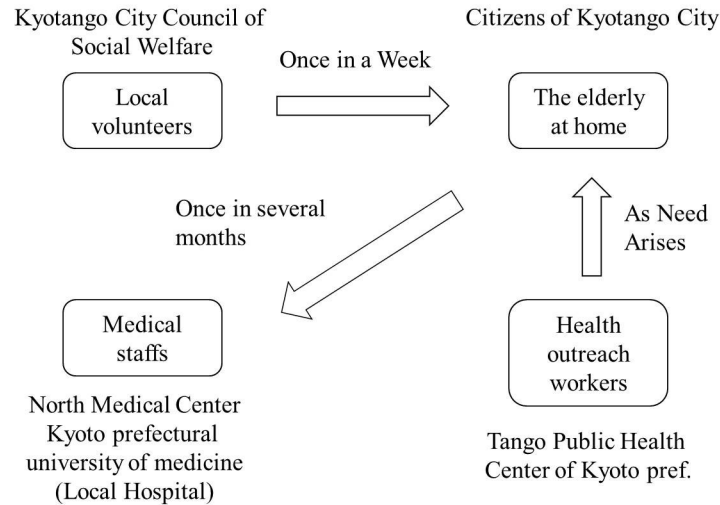 Kyotango City Council of
Social Welfare
Citizens of Kyotango City
Once in a Week
Local
volunteers
The elderly
at home
Once in several
months
As Need
Arises
Medical
staffs
Health
outreach
workers
North Medical Center
Kyoto prefectural
university of medicine
(Local Hospital)
Tango Public Health
Center of Kyoto pref.